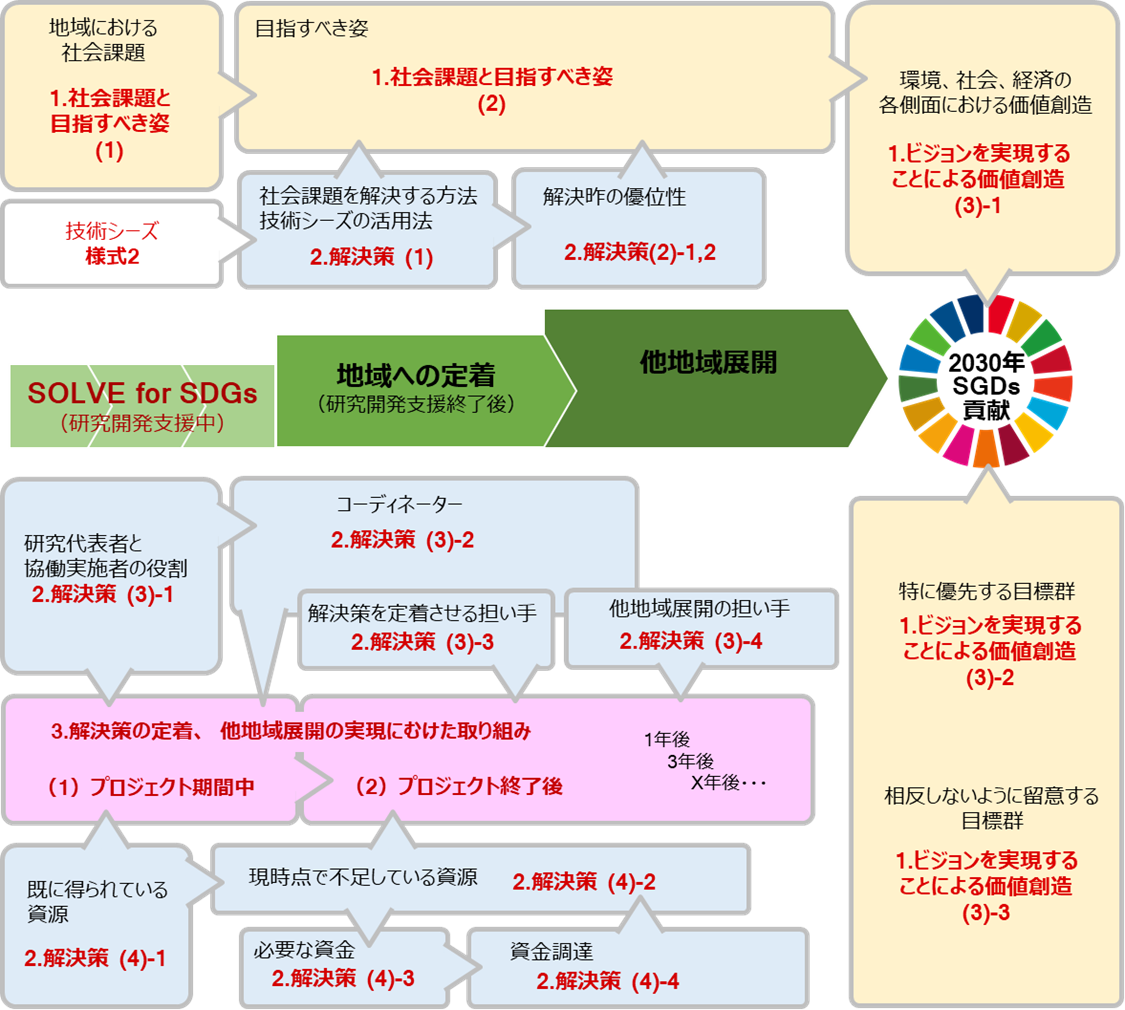 地域における
社会課題
1.社会課題と
目指すべき姿
(1)
目指すべき姿
1.社会課題と目指すべき姿
(2)
環境、社会、経済の
各側面における価値創造
1.ビジョンを実現する
ことによる価値創造
(3)-1
技術シーズ
様式2
社会課題を解決する方法
技術シーズの活用法
2.解決策 (1)
解決昨の優位性
2.解決策(2)-1,2
SOLVE for SDGs
（研究開発支援中）
地域への定着
（研究開発支援終了後）
他地域展開
2030年
SGDs
貢献
研究代表者と
協働実施者の役割
2.解決策 (3)-1
コーディネーター
2.解決策 (3)-2
解決策を定着させる担い手
2.解決策 (3)-3
他地域展開の担い手
2.解決策 (3)-4
3.解決策の定着、他地域展開の実現にむけた取り組み
（1）プロジェクト期間中
（2）プロジェクト終了後
1年後
3年後
X年後・・・
既に得られている
資源
2.解決策 (4)-1
現時点で不足している資源 2.解決策 (4)-2
必要な資金
2.解決策 (4)-3
資金調達
2.解決策 (4)-4
特に優先する目標群
1.ビジョンを実現する
ことによる価値創造
(3)-2
相反しないように留意する
目標群
1.ビジョンを実現する
ことによる価値創造
(3)-3